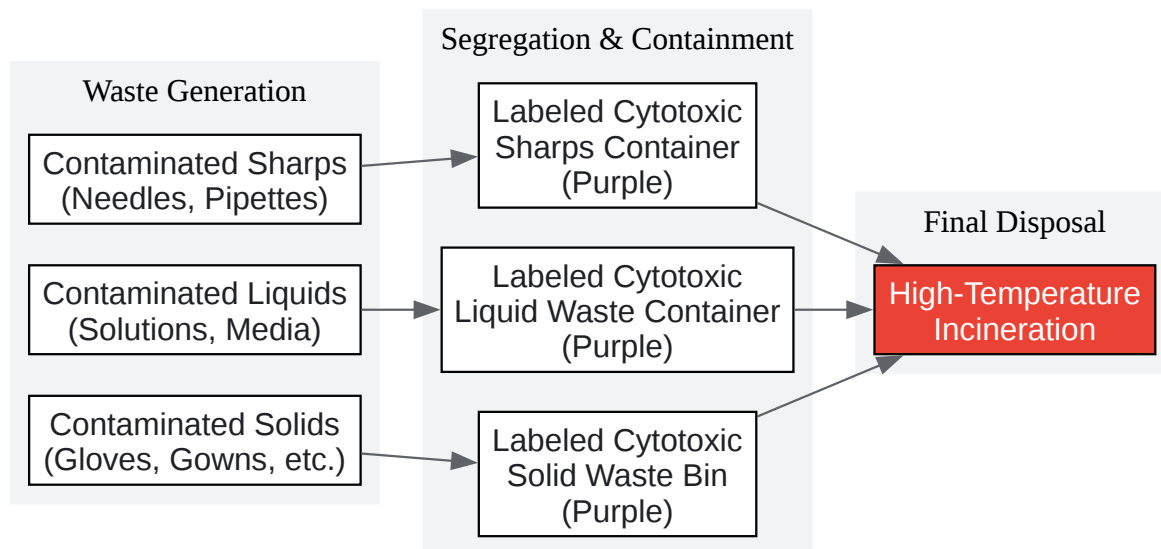 Waste Generation
Contaminated Sharps
(Needles, Pipettes)
Contaminated Liquids
(Solutions, Media)
Contaminated Solids
(Gloves, Gowns, etc.)
Segregation & Containment
Labeled Cytotoxic
Sharps Container
(Purple)
Labeled Cytotoxic
Liquid Waste Container
(Purple)
Labeled Cytotoxic
Solid Waste Bin
(Purple)
Final Disposal
High-Temperature
Incineration